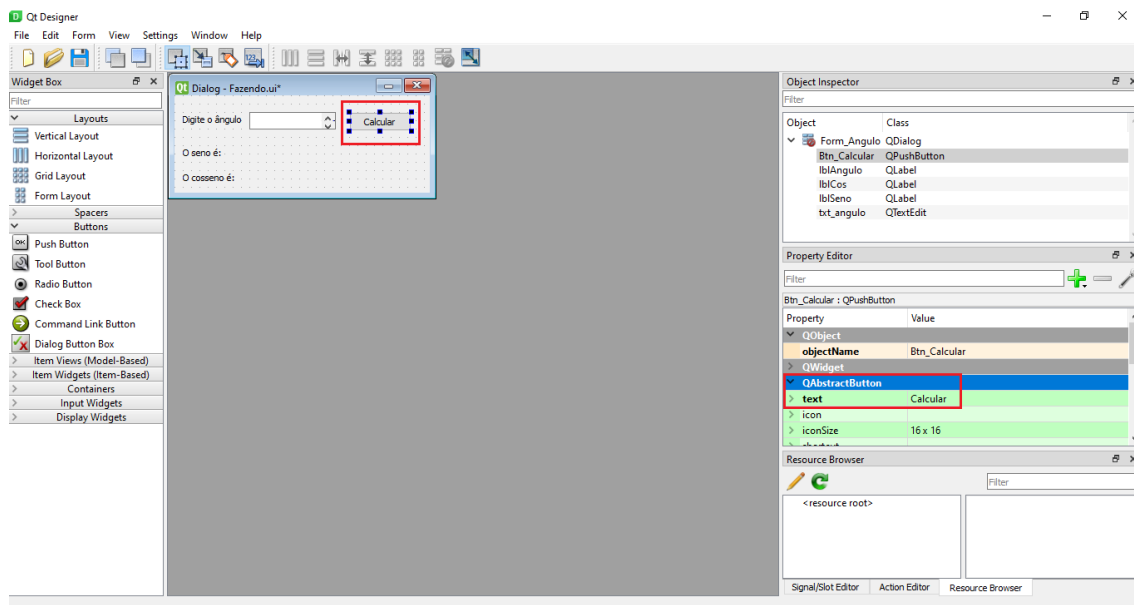 Qt Designer
File Edit Form View Settings Window Help
Widget Box
Filter
Layouts
Vertical Layout
Horizontal Layout
Grid Layout
Form Layout
Spacers
Buttons
OK Push Button
Tool Button
Radio Button
Check Box
Command Link Button
Dialog Button Box
Item Views (Model-Based)
Item Widgets (Item-Based)
Containers
Input Widgets
Display Widgets
Qt Dialog - Fazendo.ui*
Digite o ângulo Calcular
O seno é:
O cosseno é:
Object Inspector
Filter
Object Class
Form_Angulo QDialog
Btn_Calcular QPushButton
lblAngulo QLabel
lblCos QLabel
lblSeno QLabel
txt_angulo QTextEdit
Property Editor
Filter
Btn_Calcular : QPushButton
Property Value
QObject
objectName Btn_Calcular
QWidget
QAbstractButton
text Calcular
icon
iconSize 16 x 16
Resource Browser
Filter
<resource root>
Signal/Slot Editor Action Editor Resource Browser